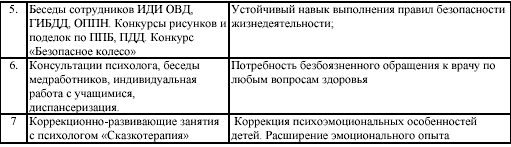 5. Беседы сотрудников ИДИ ОВД, Устойчивый навык выполнения правил безопасности
ГИБДД, ОППН. Конкурсы рисунков и жизнедеятельности;
поделок по ППБ, ПДД. Конкурс
«Безопасное колесо»
6. Консультации психолога, беседы Потребность безбоязненного обращения к врачу по
медработников, индивидуальная любым вопросам здоровья
работа с учащимися,
диспансеризация.
7 Коррекционно-развивающие занятия Коррекция психоэмоциональных особенностей
с психологом «Сказкотерапия» детей. Расширение эмоционального опыта